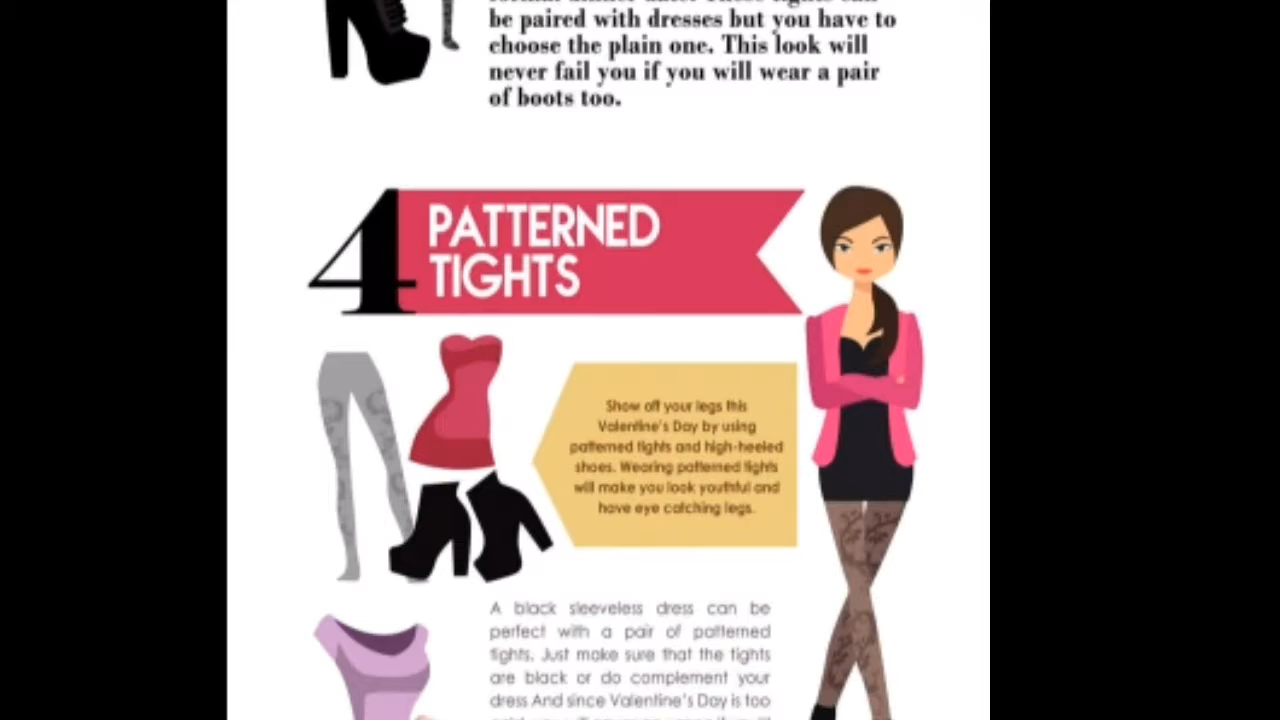 be paired with dresses but you have to
choose the plain one. This look will
never fail you if you will wear a pair
of boots too.
4 PATTERNED
TIGHTS
Show off your legs this
Valentine's Day by using
patterned tights and high-heeled
shoes. Wearing patterned tights
will make you look youthful and
have eye catching legs.
A black sleeveless dress can be
perfect with a pair of patterned
tights. Just make sure that the tights
are black or do complement your
dress And since Valentine's Day is too